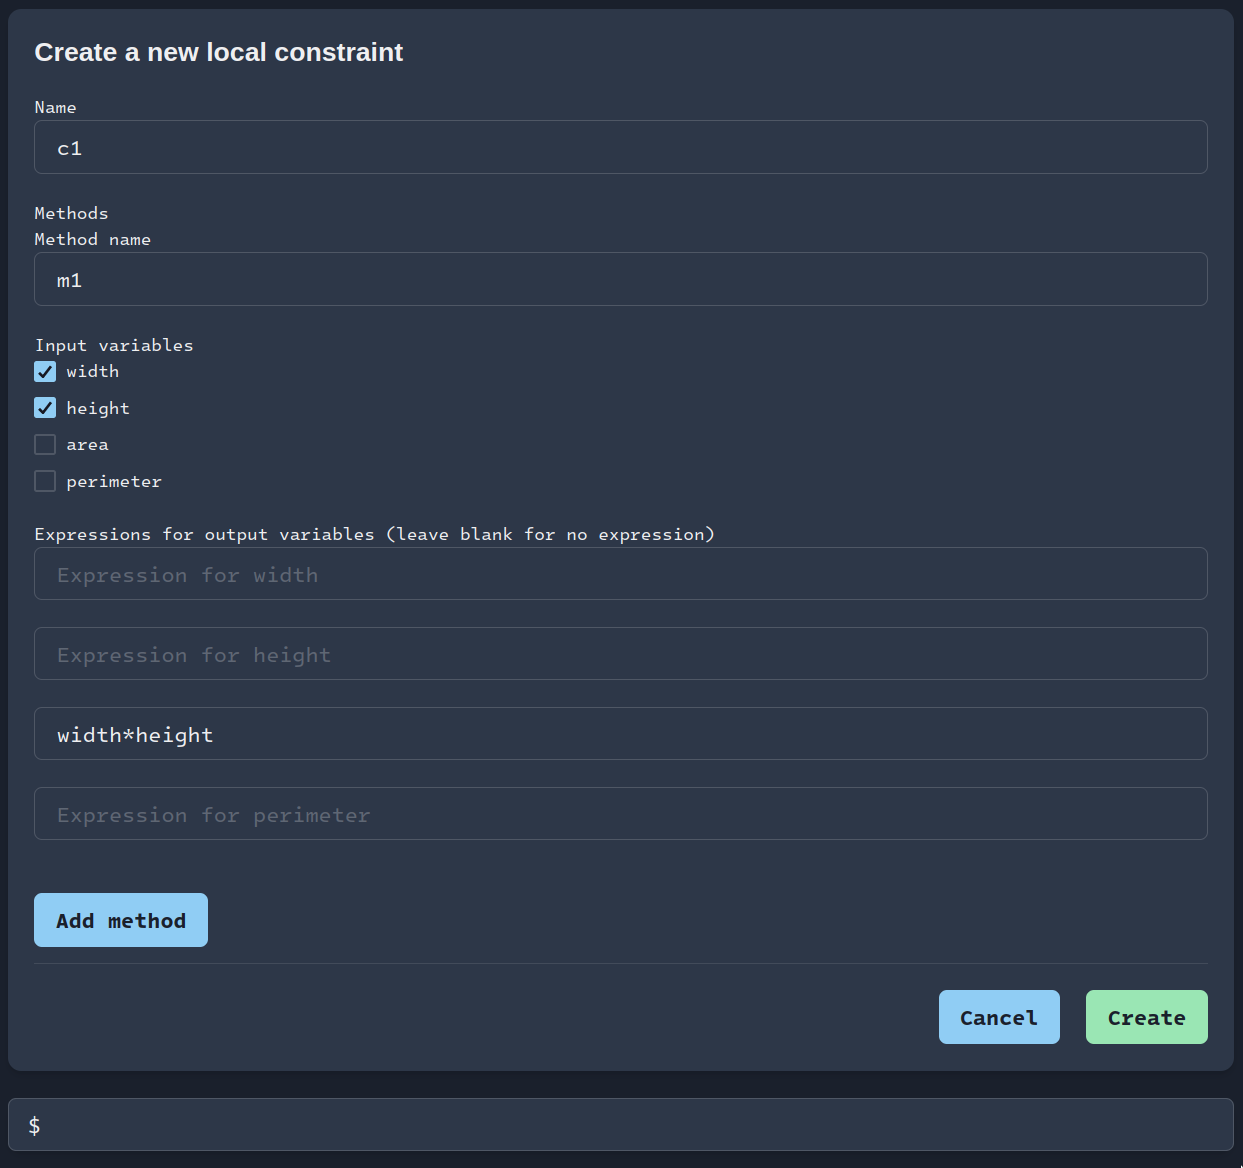 Create a new local constraint
Name
c1
Methods
Method name
m1
Input variables
width
height
area
perimeter
Expressions for output variables (leave blank for no expression)
Expression for width
Expression for height
width*height
Expression for perimeter
Add method
Cancel
Create
$